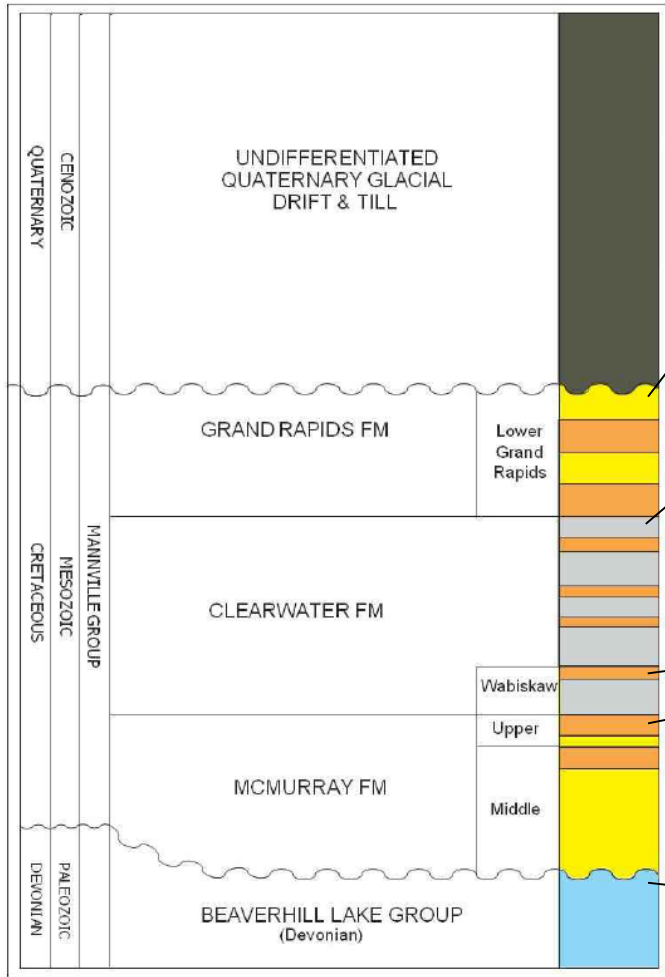 QUATERNARY
CENOZOIC
UNDIFFERENTIATED
QUATERNARY GLACIAL
DRIFT & TILL
CRETACEOUS
MESOZOIC
MANNVILLE GROUP
GRAND RAPIDS FM
Lower
Grand
Rapids
CLEARWATER FM
Wabiskaw
MCMURRAY FM
Upper
Middle
DEVONIAN
PALEOZOIC
BEAVERHILL LAKE GROUP
(Devonian)